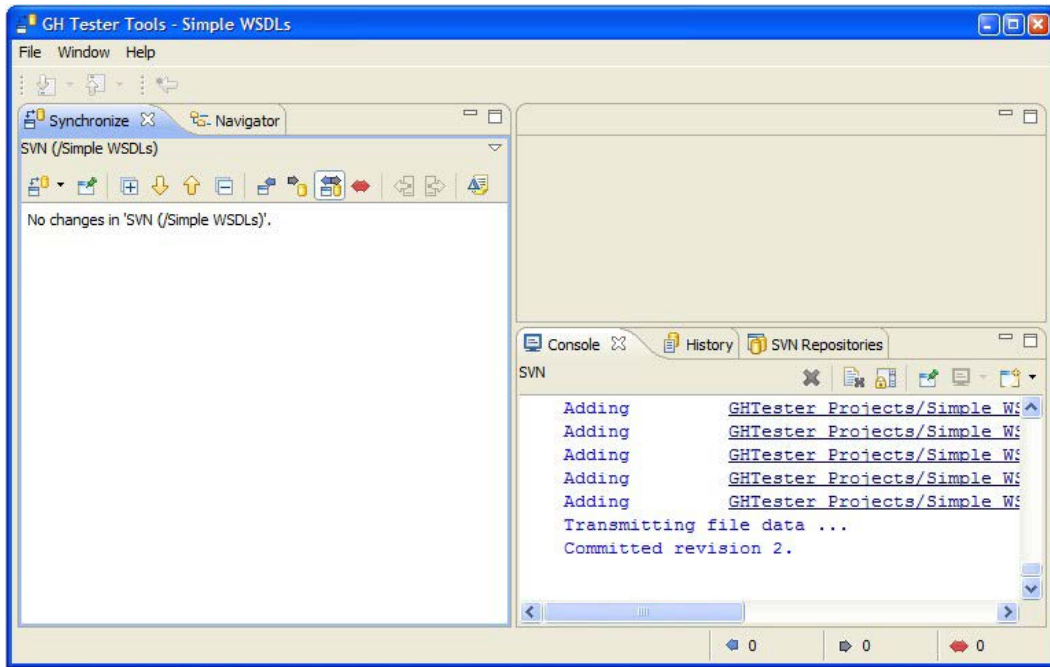 GH Tester Tools - Simple WSDLs
File Window Help
Synchronize Navigator
SVN (/Simple WSDLs)
No changes in 'SVN (/Simple WSDLs)'.
Console History SVN Repositories
SVN
Adding GHTester Projects/Simple WS
Adding GHTester Projects/Simple WS
Adding GHTester Projects/Simple WS
Adding GHTester Projects/Simple WS
Adding GHTester Projects/Simple WS
Transmitting file data ...
Committed revision 2.
0 0 0